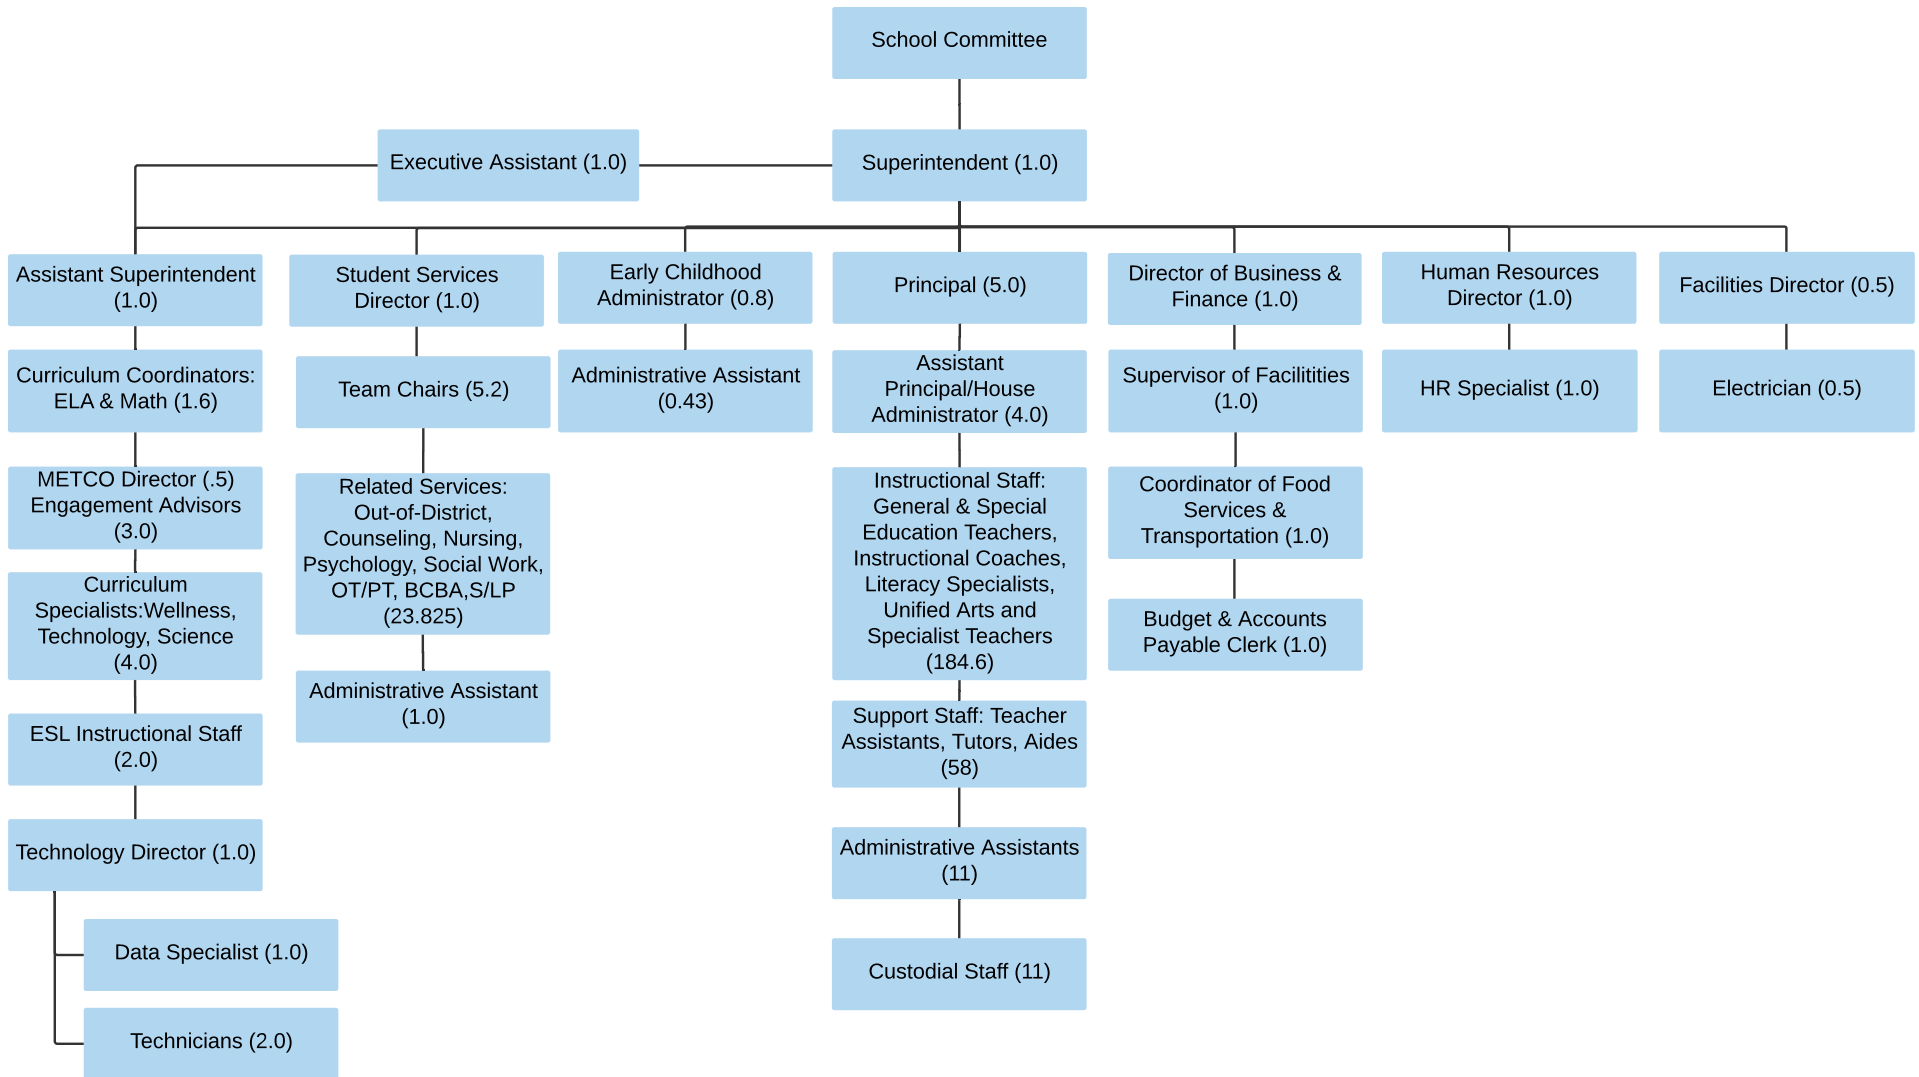 School Committee
Executive Assistant (1.0)
Superintendent (1.0)
Assistant Superintendent
(1.0)
Student Services
Director (1.0)
Early Childhood
Administrator (0.8)
Principal (5.0)
Director of Business &
Finance (1.0)
Human Resources
Director (1.0)
Facilities Director (0.5)
Curriculum Coordinators:
ELA & Math (1.6)
Team Chairs (5.2)
Administrative Assistant
(0.43)
Assistant
Principal/House
Administrator (4.0)
Supervisor of Facilitities
(1.0)
HR Specialist (1.0)
Electrician (0.5)
METCO Director (.5)
Engagement Advisors
(3.0)
Related Services:
Out-of-District,
Counseling, Nursing,
Psychology, Social Work,
OT/PT, BCBA,S/LP
(23.825)
Instructional Staff:
General & Special
Education Teachers,
Instructional Coaches,
Literacy Specialists,
Unified Arts and
Specialist Teachers
(184.6)
Coordinator of Food
Services &
Transportation (1.0)
Curriculum
Specialists:Wellness,
Technology, Science
(4.0)
Budget & Accounts
Payable Clerk (1.0)
Administrative Assistant
(1.0)
Support Staff: Teacher
Assistants, Tutors, Aides
(58)
ESL Instructional Staff
(2.0)
Technology Director (1.0)
Administrative Assistants
(11)
Data Specialist (1.0)
Custodial Staff (11)
Technicians (2.0)